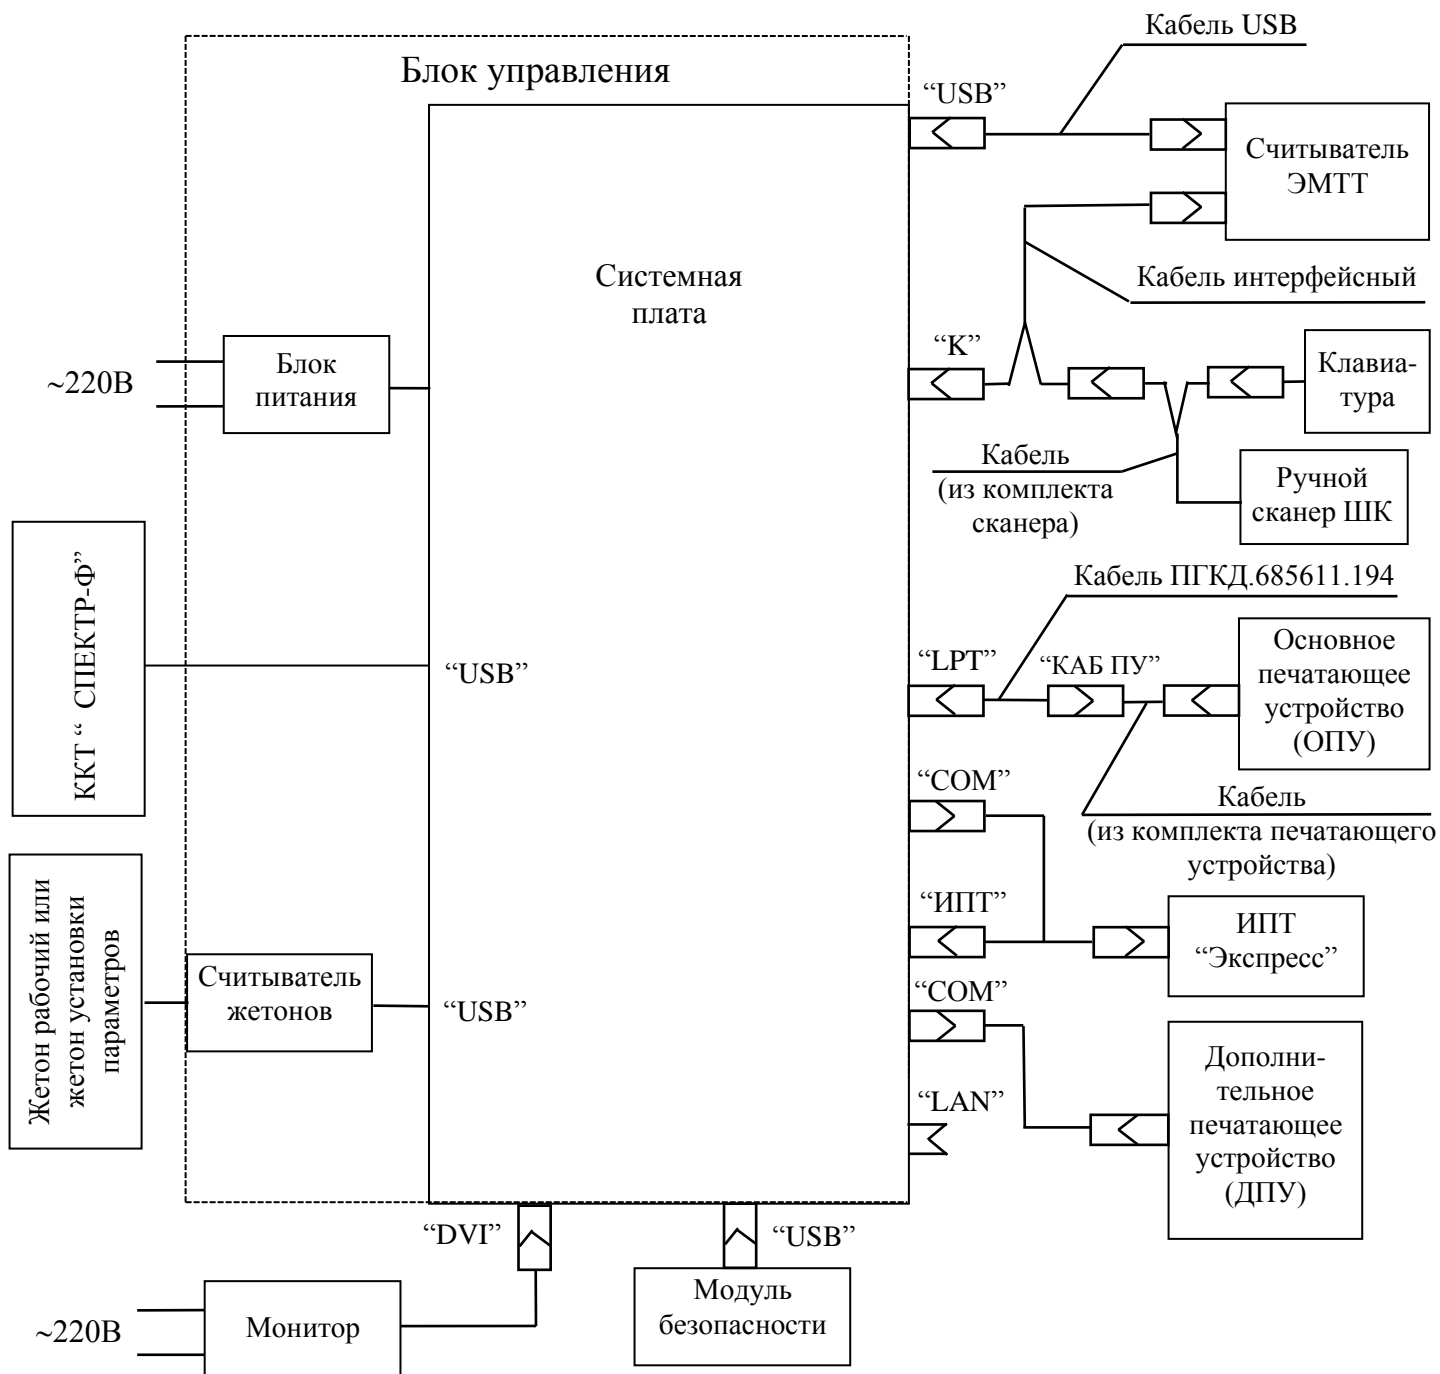 Кабель USB
Блок управления
“USB”
Считыватель
ЭМТТ
Системная
плата
Кабель интерфейсный
“К”
Блок
питания
~220В
Клавиа-
тура
Кабель
(из комплекта
сканера)
Ручной
сканер ШК
ККТ “ СПЕКТР-Ф”
“USB”
Кабель ПГКД.685611.194
“LPT”
“КАБ ПУ”
Основное
печатающее
устройство
(ОПУ)
“COM”
Кабель
(из комплекта печатающего
устройства)
“ИПТ”
ИПТ
“Экспресс”
Жетон рабочий или
жетон установки
параметров
Считыватель
жетонов
“USB”
“COM”
Дополни-
тельное
печатающее
устройство
(ДПУ)
“LAN”
“DVI”
“USB”
Модуль
безопасности
~220В
Монитор